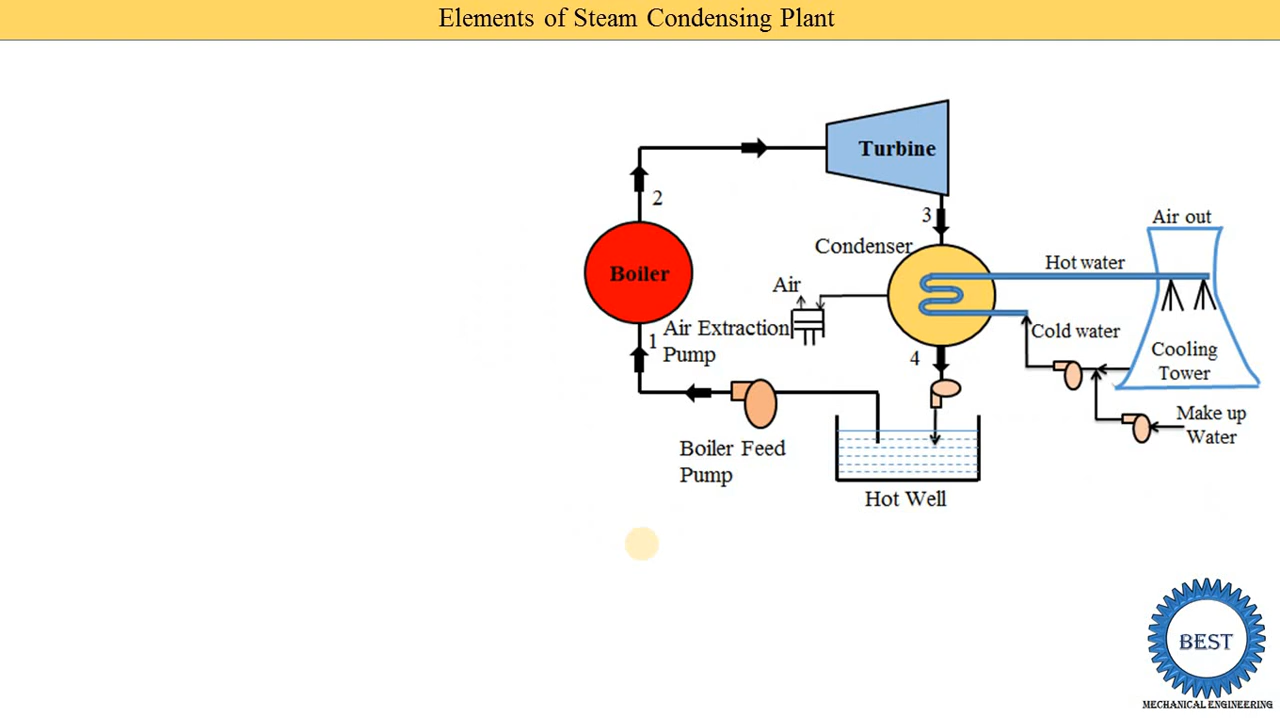 Elements of Steam Condensing Plant
Turbine
2
3
Air out
Condenser
Hot water
Boiler
Air
Air Extraction
Pump
1
Cold water
4
Cooling
Tower
Make up
Water
Boiler Feed
Pump
Hot Well
BEST
MECHANICAL ENGINEERING